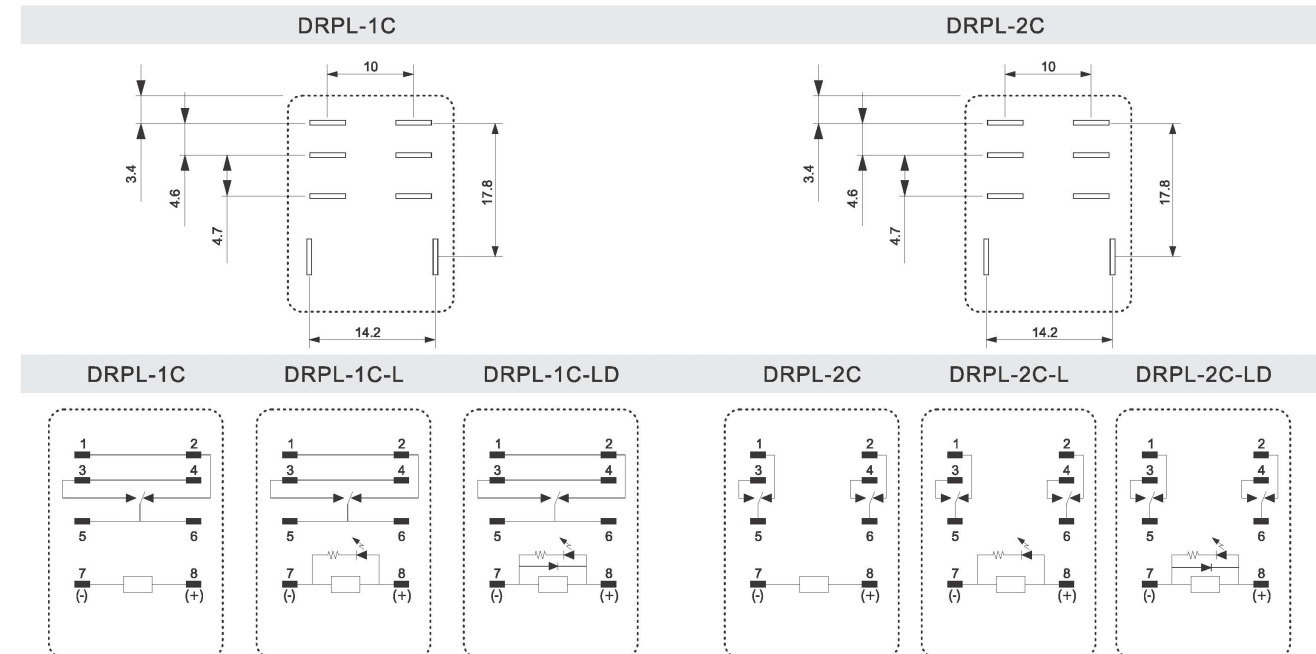 DRPL-1C DRPL-2C
10 10
3.4 3.4
4.6 4.6
4.7 4.7
17.8 17.8
14.2 14.2
DRPL-1C DRPL-1C-L DRPL-1C-LD DRPL-2C DRPL-2C-L DRPL-2C-LD
1 2 1 2 1 2 1 2 1 2 1 2
3 4 3 4 3 4 3 4 3 4 3 4
5 6 5 6 5 6 5 6 5 6 5 6
7 8 7 8 7 8 7 8 7 8 7 8
(-) (+) (-) (+) (-) (+) (-) (+) (-) (+) (-) (+)